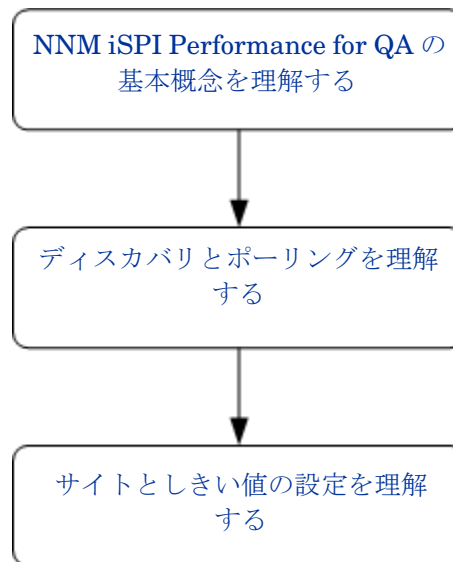 NNM iSPI Performance for QA の
基本概念を理解する
ディスカバリとポーリングを理解
する
サイトとしきい値の設定を理解
する